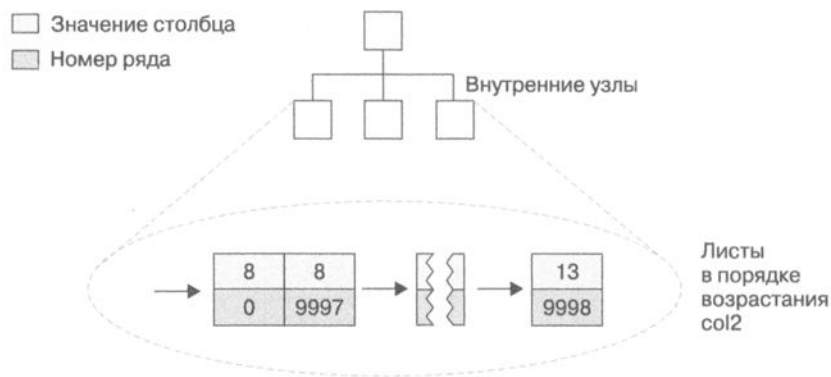 Значение столбца
Номер ряда
Внутренние узлы
8 8
0 9997
13
9998
Листы
в порядке
возрастания
col2